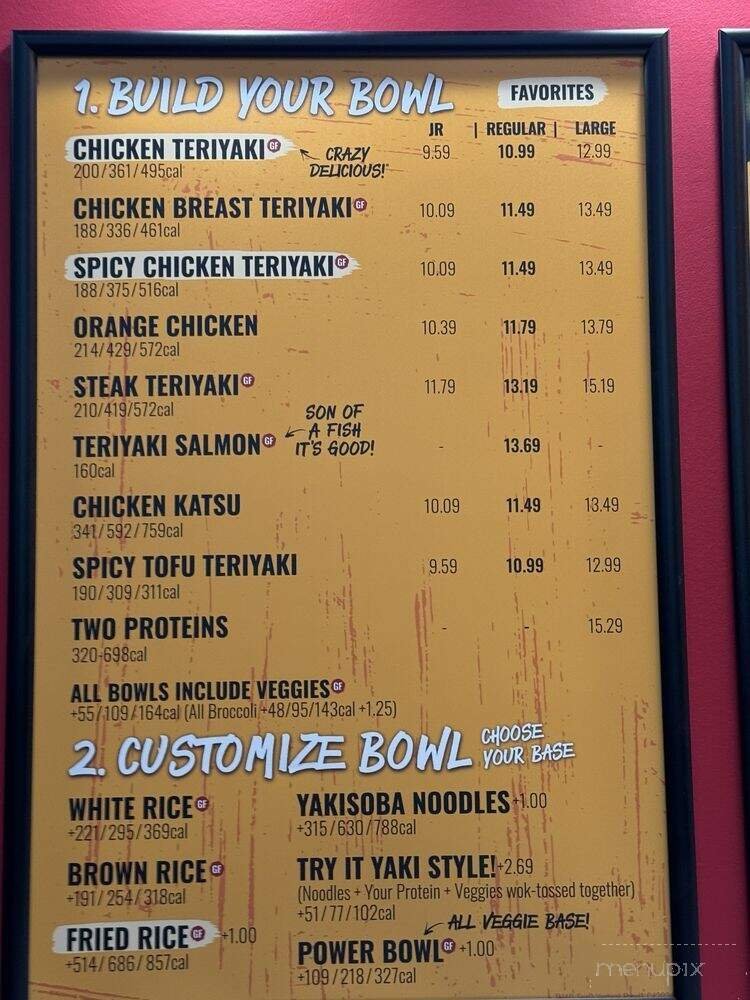 1. BUILD YOUR BOWL FAVORITES
JR | REGULAR | LARGE
CHICKEN TERIYAKI GF 9.59 10.99 12.99
200/361/495cal
CRAZY
DELICIOUS!
CHICKEN BREAST TERIYAKI GF 10.09 11.49 13.49
188/336/461cal
SPICY CHICKEN TERIYAKI GF 10.09 11.49 13.49
188/375/516cal
ORANGE CHICKEN 10.39 11.79 13.79
214/429/572cal
STEAK TERIYAKI GF 11.79 13.19 15.19
210/419/572cal
SON OF
A FISH
IT'S GOOD!
TERIYAKI SALMON GF - 13.69 -
160cal
CHICKEN KATSU 10.09 11.49 13.49
341/592/759cal
SPICY TOFU TERIYAKI 9.59 10.99 12.99
190/309/311cal
TWO PROTEINS - - 15.29
320-698cal
ALL BOWLS INCLUDE VEGGIES GF
+55/109/164cal (All Broccoli +48/95/143cal +1.25)
2. CUSTOMIZE BOWL CHOOSE
YOUR BASE
WHITE RICE GF
+221/295/369cal
BROWN RICE GF
+191/254/318cal
FRIED RICE GF +1.00
+514/686/857cal
YAKISOBA NOODLES +1.00
+315/630/788cal
TRY IT YAKI STYLE! +2.69
(Noodles + Your Protein + Veggies wok-tossed together)
+51/77/102cal
ALL VEGGIE BASE!
POWER BOWL GF +1.00
+109/218/327cal
menupix